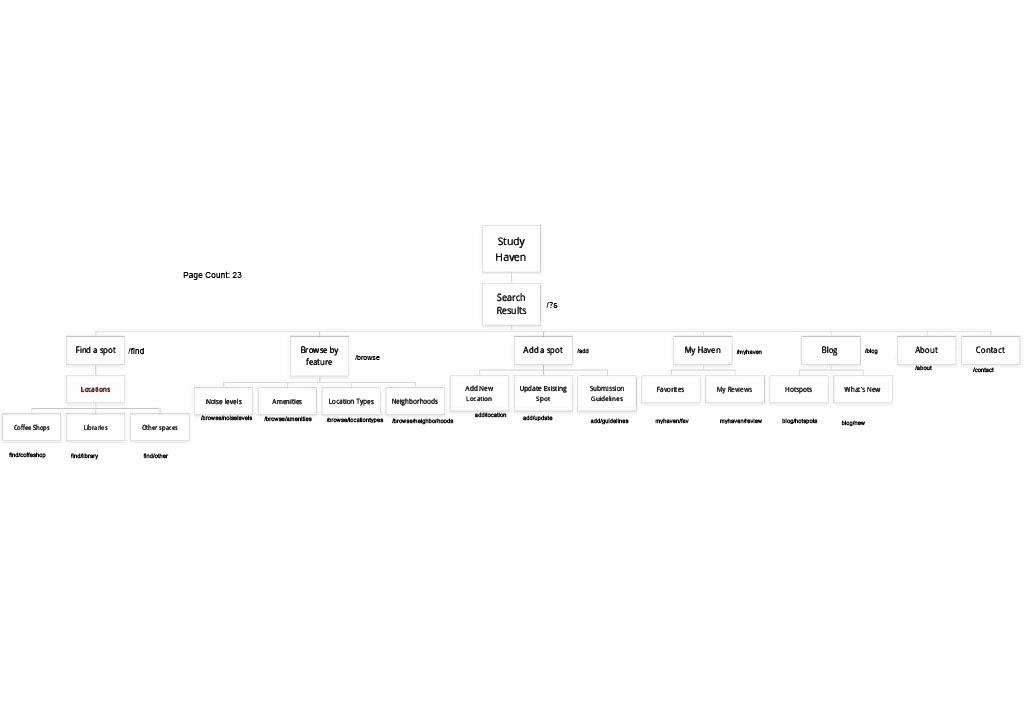 Study
Haven
Page Count: 23
Search
Results
/?s
Find a spot
/find
Browse by
feature
/browse
Add a spot
/add
My Haven
/myhaven
Blog
/blog
About
/about
Contact
/contact
Locations
Noise levels
/browse/noiselevels
Amenities
/browse/amenities
Location Types
/browse/locationtypes
Neighborhoods
/browse/neighborhoods
Add New
Location
add/location
Update Existing
Spot
add/update
Submission
Guidelines
add/guidelines
Favorites
myhaven/fav
My Reviews
myhaven/review
Hotspots
blog/hotspots
What's New
blog/new
Coffee Shops
find/coffeshop
Libraries
find/library
Other spaces
find/other